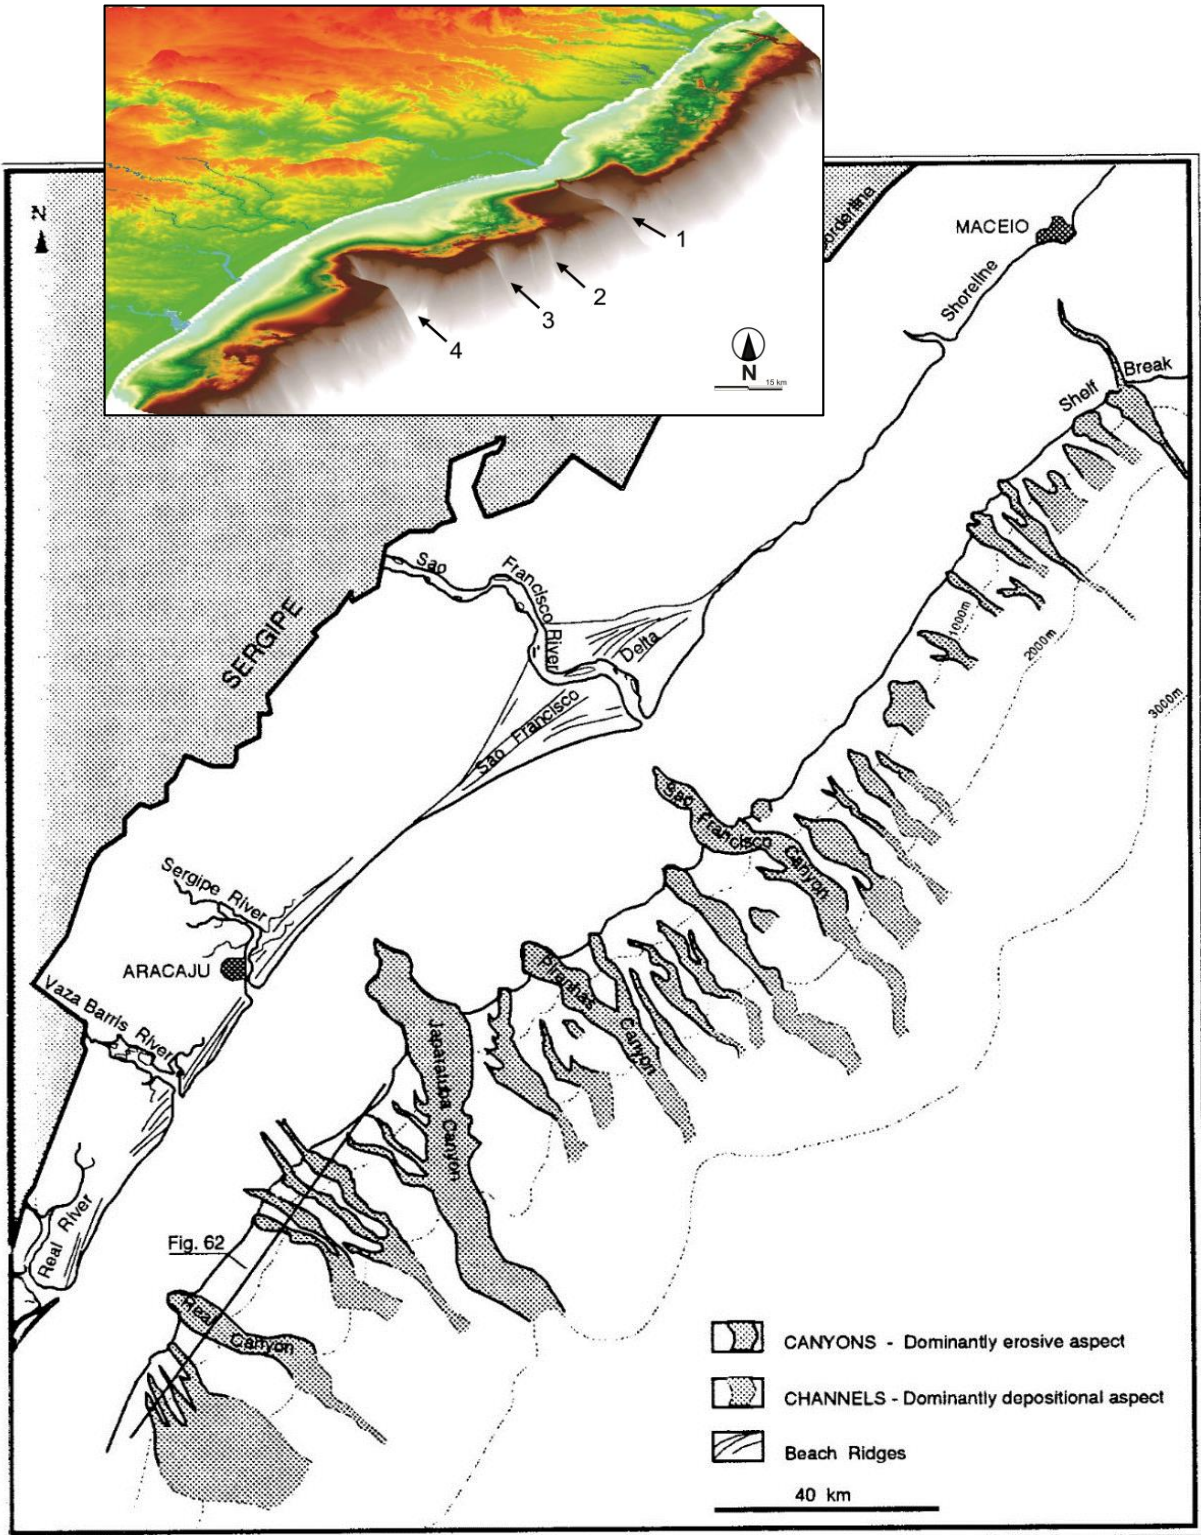 1
2
3
4
N
15 km
N
orderline
MACEIO
Shoreline
Shelf Break
Sao Francisco River
Delta
Sao Francisco
SERGIPE
1000m
2000m
3000m
Sao Francisco Canyon
Sergipe River
ARACAJU
Vaza Barris River
Piranhas Canyon
Japaratuba Canyon
Real River
Fig. 62
Real Canyon
CANYONS - Dominantly erosive aspect
CHANNELS - Dominantly depositional aspect
Beach Ridges
40 km